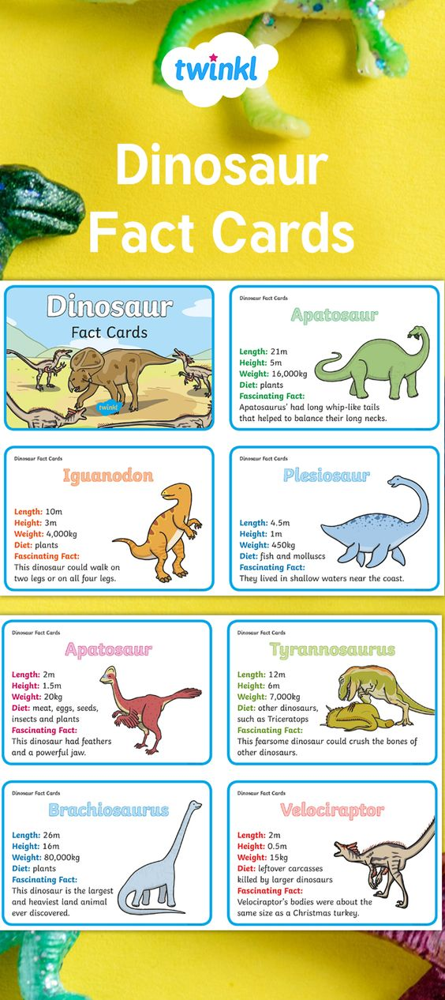 twinkl
Dinosaur
Fact Cards
Dinosaur
Fact Cards
twinkl
Dinosaur Fact Cards
Apatosaur
Length: 21m
Height: 5m
Weight: 16,000kg
Diet: plants
Fascinating Fact:
Apatosaurus' had long whip-like tails
that helped to balance their long necks.
Dinosaur Fact Cards
Iguanodon
Length: 10m
Height: 3m
Weight: 4,000kg
Diet: plants
Fascinating Fact:
This dinosaur could walk on
two legs or on all four legs.
Dinosaur Fact Cards
Plesiosaur
Length: 4.5m
Height: 1m
Weight: 450kg
Diet: fish and molluscs
Fascinating Fact:
They lived in shallow waters near the coast.
Dinosaur Fact Cards
Apatosaur
Length: 2m
Height: 1.5m
Weight: 20kg
Diet: meat, eggs, seeds,
insects and plants
Fascinating Fact:
This dinosaur had feathers
and a powerful jaw.
Dinosaur Fact Cards
Tyrannosaurus
Length: 12m
Height: 6m
Weight: 7,000kg
Diet: other dinosaurs,
such as Triceratops
Fascinating Fact:
This fearsome dinosaur could crush the bones of
other dinosaurs.
Dinosaur Fact Cards
Brachiosaurus
Length: 26m
Height: 16m
Weight: 80,000kg
Diet: plants
Fascinating Fact:
This dinosaur is the largest
and heaviest land animal
ever discovered.
Dinosaur Fact Cards
Velociraptor
Length: 2m
Height: 0.5m
Weight: 15kg
Diet: leftover carcasses
killed by larger dinosaurs
Fascinating Fact:
Velociraptor's bodies were about the
same size as a Christmas turkey.